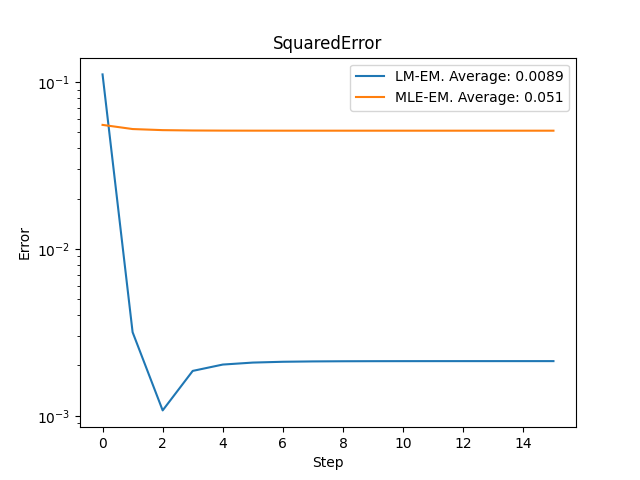 SquaredError
LM-EM. Average: 0.0089
MLE-EM. Average: 0.051
10⁻¹
10⁻²
10⁻³
Error
0 2 4 6 8 10 12 14
Step